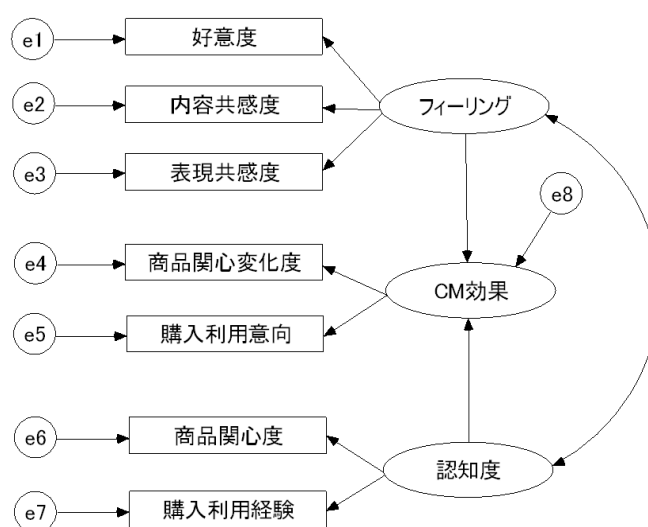 e1
好意度
e2
内容共感度
フィーリング
e3
表現共感度
e8
e4
商品関心変化度
CM効果
e5
購入利用意向
e6
商品関心度
認知度
e7
購入利用経験